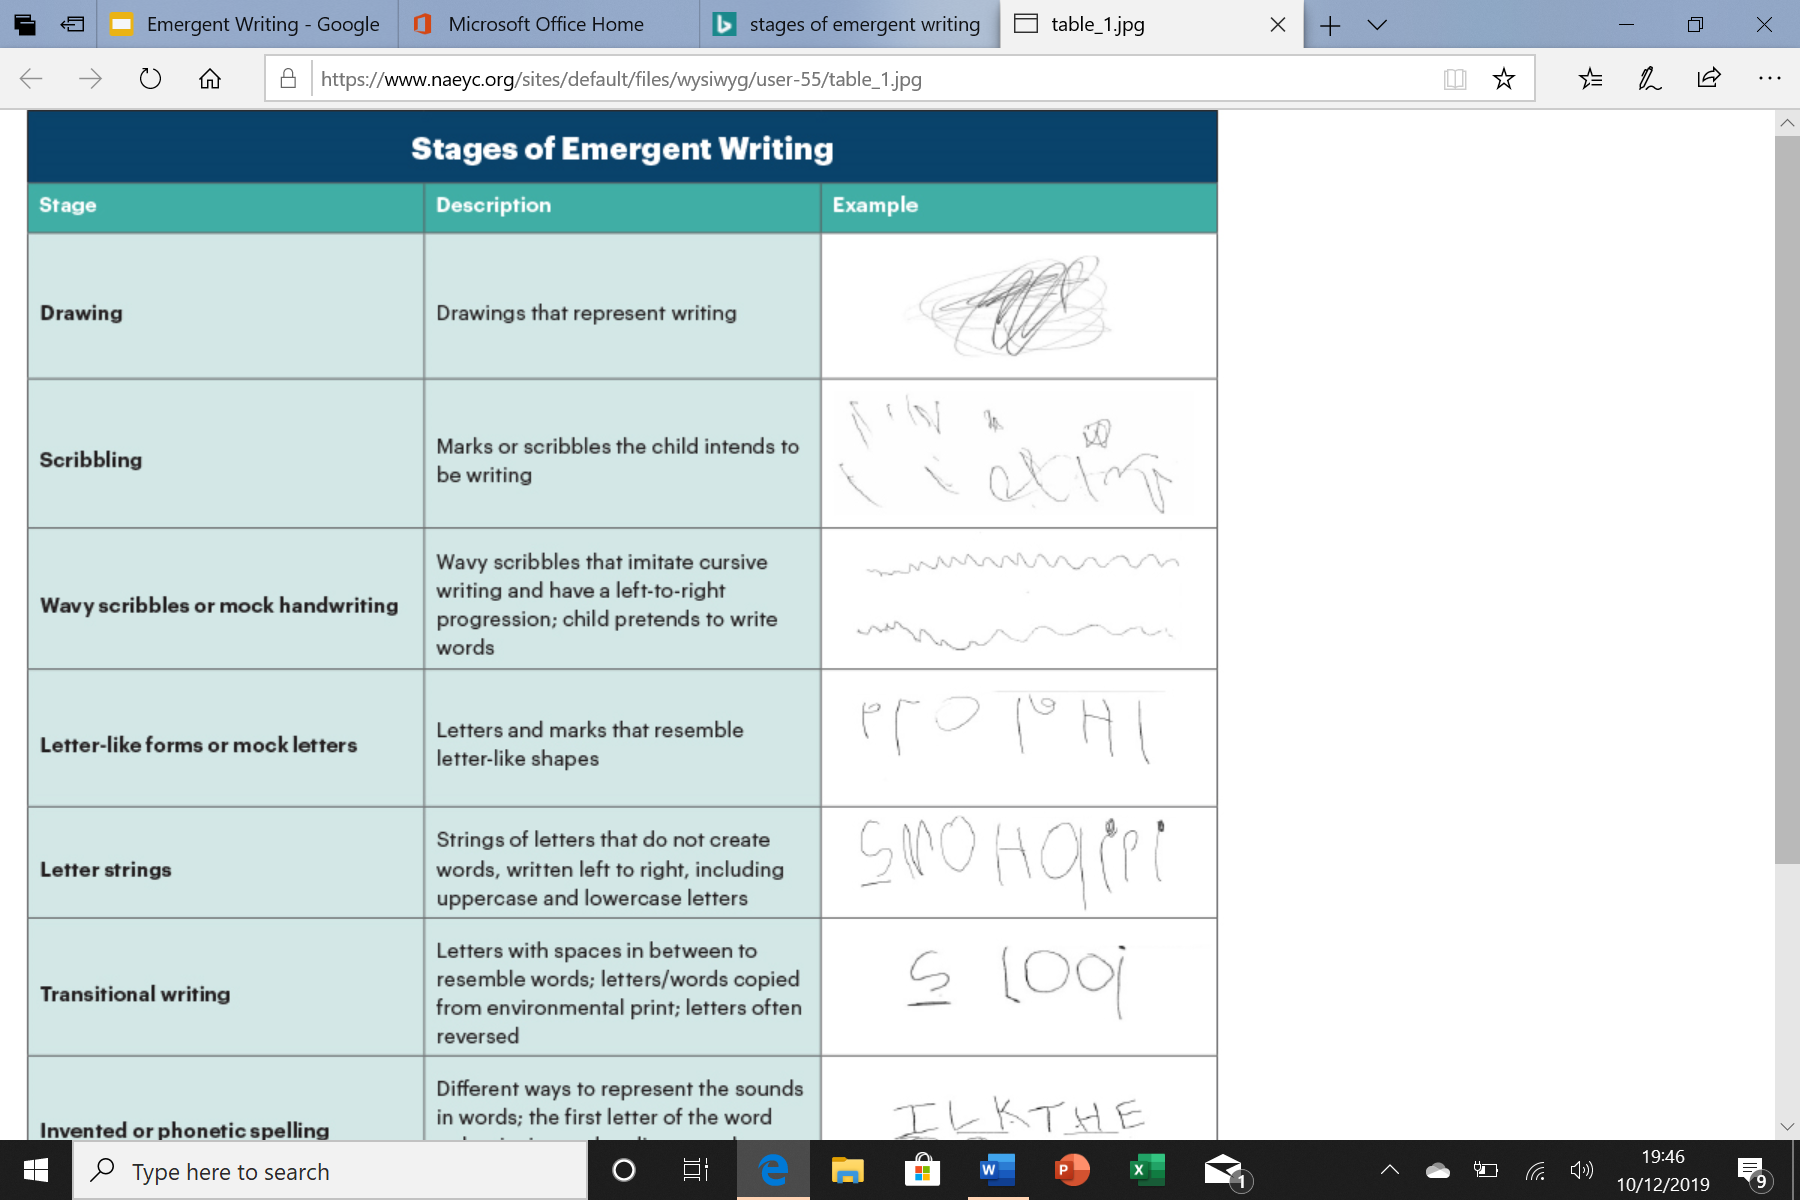 Emergent Writing - Google
Microsoft Office Home
stages of emergent writing
table_1.jpg
https://www.naeyc.org/sites/default/files/wysiwyg/user-55/table_1.jpg
Stages of Emergent Writing
Stage Description Example
Drawing
Drawings that represent writing
Scribbling
Marks or scribbles the child intends to
be writing
Wavy scribbles or mock handwriting
Wavy scribbles that imitate cursive
writing and have a left-to-right
progression; child pretends to write
words
Letter-like forms or mock letters
Letters and marks that resemble
letter-like shapes
Letter strings
Strings of letters that do not create
words, written left to right, including
uppercase and lowercase letters
Transitional writing
Letters with spaces in between to
resemble words; letters/words copied
from environmental print; letters often
reversed
Invented or phonetic spelling
Different ways to represent the sounds
in words; the first letter of the word
ILKTHE
Type here to search
1
19:46
10/12/2019
9